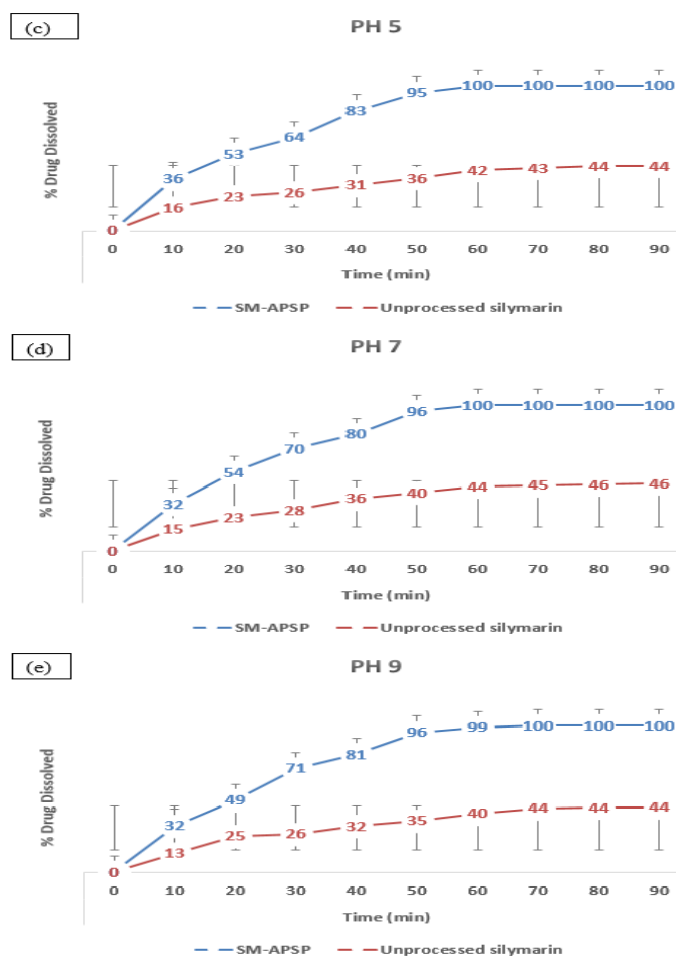 (c)
PH 5
% Drug Dissolved
100 100 100 100
95
83
64
53
36
42 43 44 44
36
31
26
23
16
0
0 10 20 30 40 50 60 70 80 90
Time (min)
SM-APSP Unprocessed silymarin
(d)
PH 7
% Drug Dissolved
100 100 100 100
96
80
70
54
32
44 45 46 46
40
36
28
23
15
0
0 10 20 30 40 50 60 70 80 90
Time (min)
SM-APSP Unprocessed silymarin
(e)
PH 9
% Drug Dissolved
99 100 100 100
96
81
71
49
32
40 44 44 44
35
32
26
25
13
0
0 10 20 30 40 50 60 70 80 90
Time (min)
SM-APSP Unprocessed silymarin